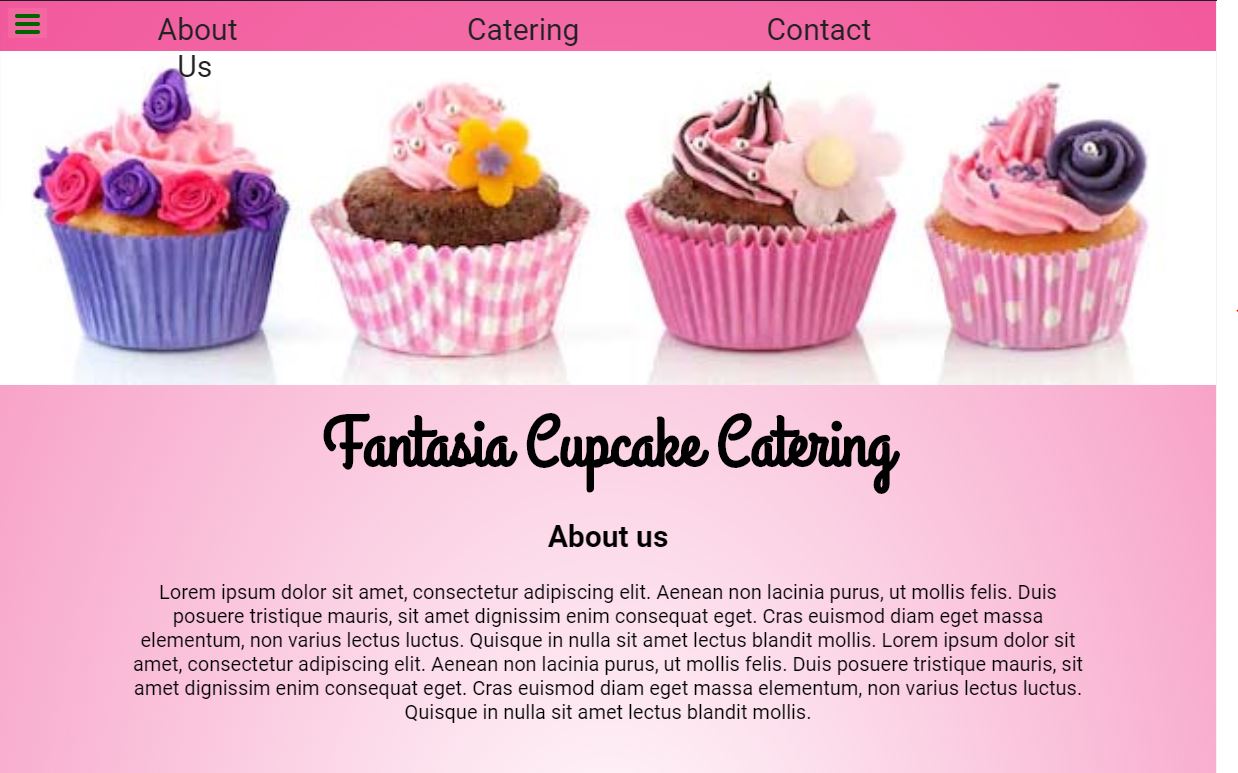 About Catering Contact
Us
Fantasia Cupcake Catering
About us
Lorem ipsum dolor sit amet, consectetur adipiscing elit. Aenean non lacinia purus, ut mollis felis. Duis
posuere tristique mauris, sit amet dignissim enim consequat eget. Cras euismod diam eget massa
elementum, non varius lectus luctus. Quisque in nulla sit amet lectus blandit mollis. Lorem ipsum dolor sit
amet, consectetur adipiscing elit. Aenean non lacinia purus, ut mollis felis. Duis posuere tristique mauris, sit
amet dignissim enim consequat eget. Cras euismod diam eget massa elementum, non varius lectus luctus.
Quisque in nulla sit amet lectus blandit mollis.